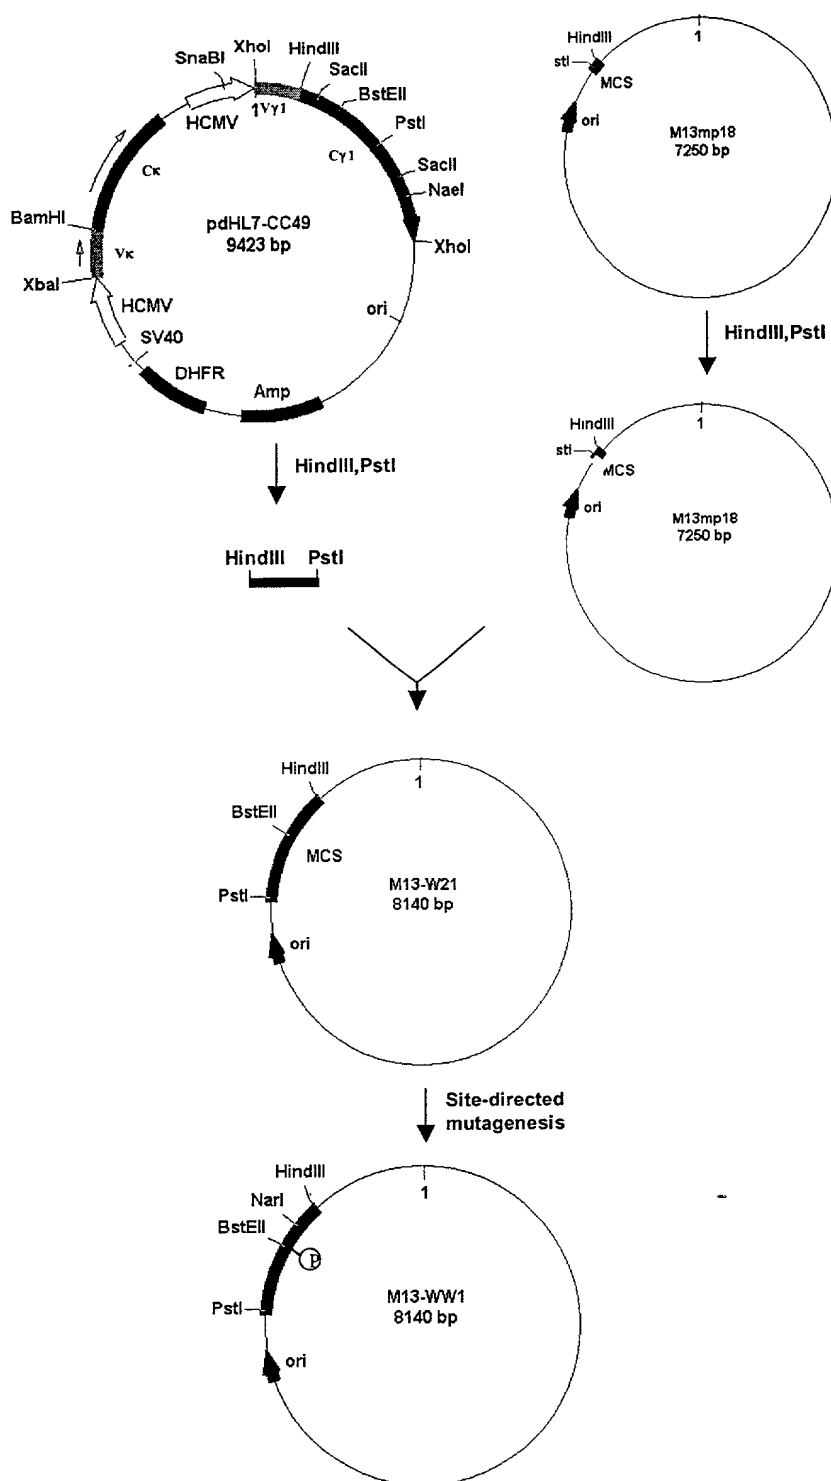 XhoI
HindIII
SnaBI
SacII
BstEII
HCMV
1
Vγ1
PstI
Cγ1
SacII
NaeI
Cκ
BamHI
pdHL7-CC49
9423 bp
XhoI
Vκ
XbaI
HCMV
ori
SV40
DHFR
Amp
HindIII,PstI
HindIII PstI
1
HindIII
stI
MCS
ori
M13mp18
7250 bp
HindIII,PstI
1
HindIII
stI
MCS
ori
M13mp18
7250 bp
1
HindIII
BstEII
MCS
M13-W21
8140 bp
PstI
ori
Site-directed
mutagenesis
1
HindIII
NarI
BstEII
P
M13-WW1
8140 bp
PstI
ori